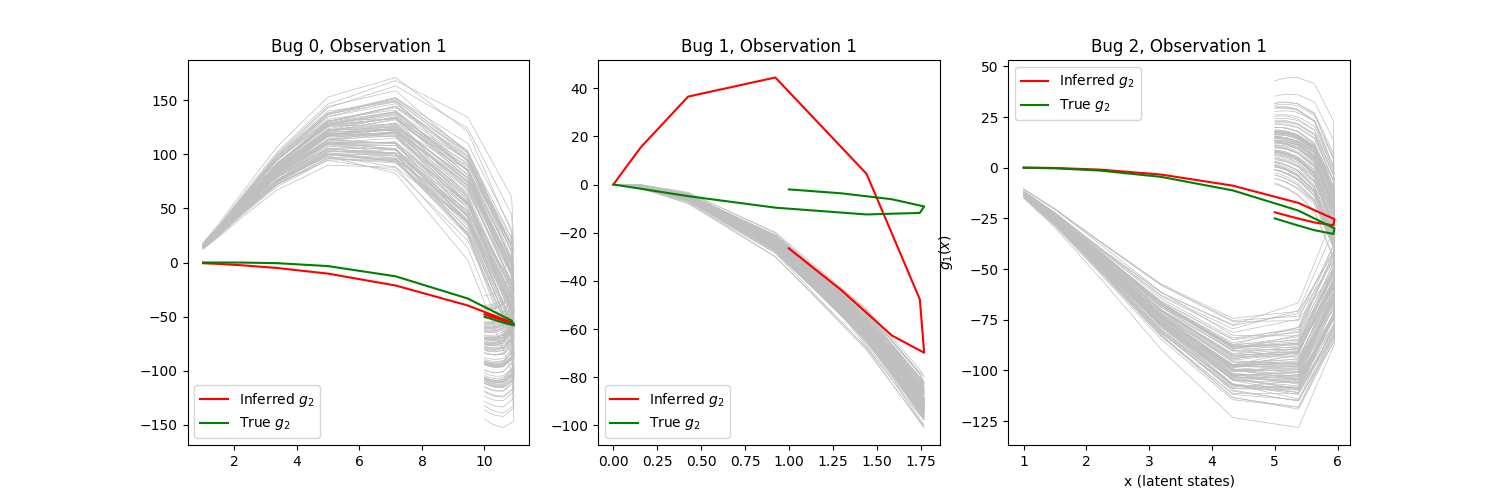 Bug 0, Observation 1
150
100
50
0
−50
−100
−150
2 4 6 8 10
Inferred g₂
True g₂
Bug 1, Observation 1
40
20
0
−20
−40
−60
−80
−100
0.00 0.25 0.50 0.75 1.00 1.25 1.50 1.75
Inferred g₂
True g₂
Bug 2, Observation 1
g₁(x)
50
25
0
−25
−50
−75
−100
−125
1 2 3 4 5 6
x (latent states)
Inferred g₂
True g₂